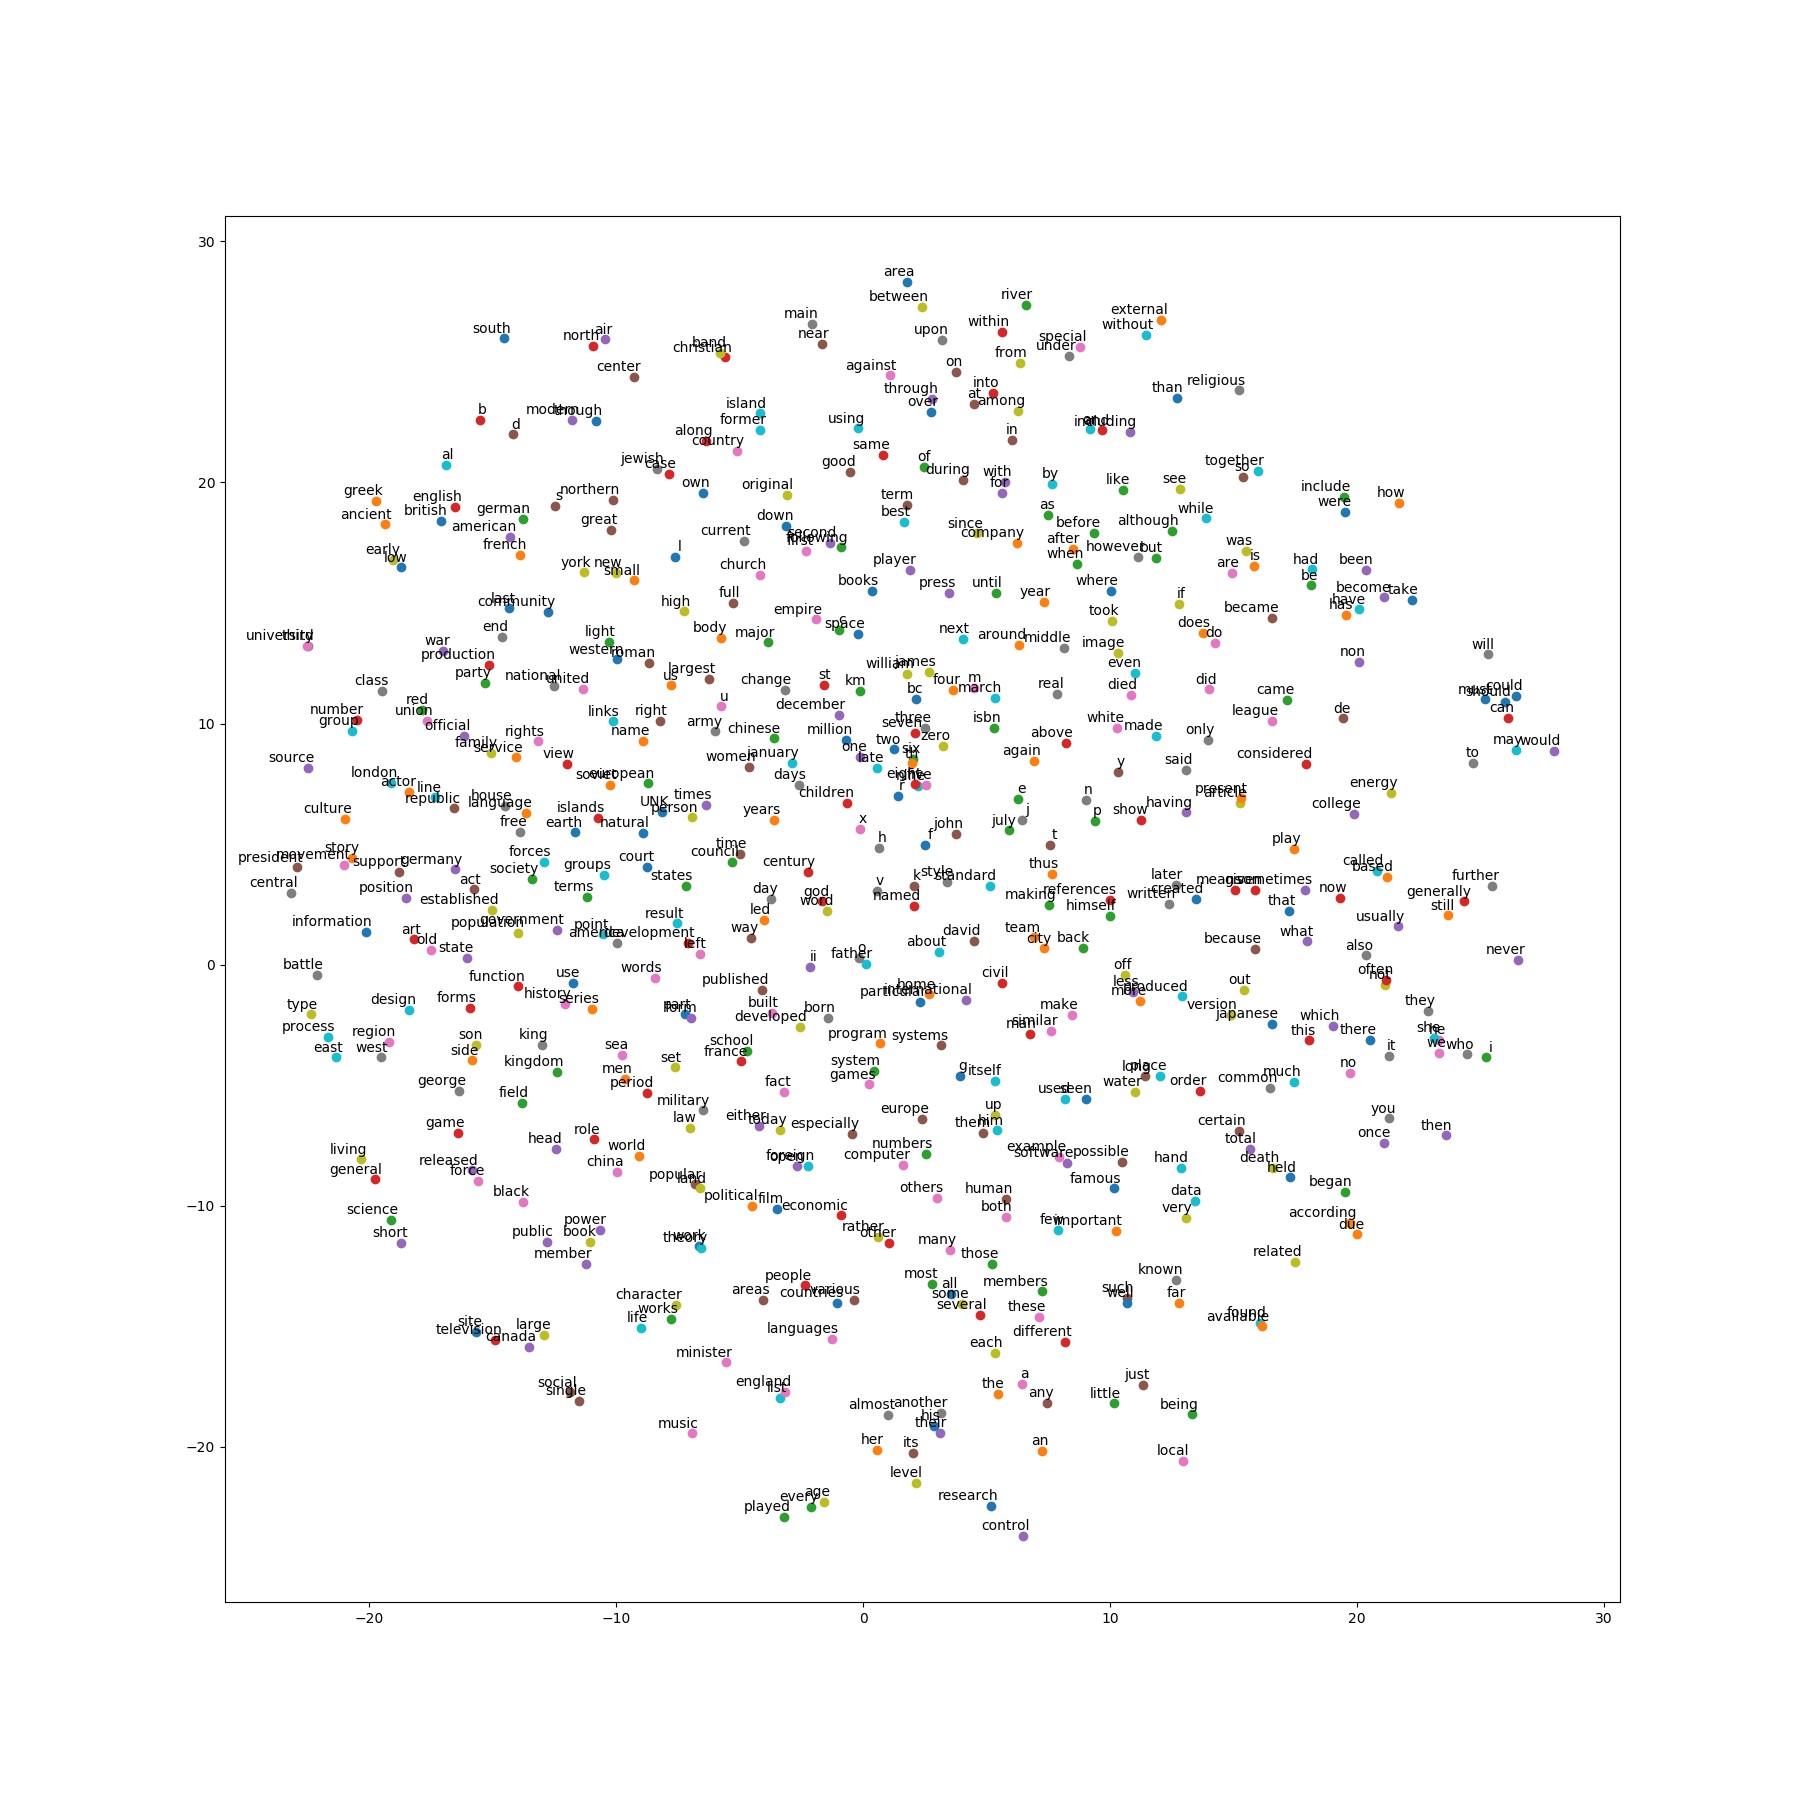 30
area
between
river
external
main
within
without
south
north
air
near
upon
special
under
band
christian
from
center
against
on
into
than
religious
through
at
over
among
b
modern
though
island
former
using
and
including
d
along
country
in
same
al
jewish
case
good
of
during
together
so
20
greek
english
northern
own
original
with
for
by
like
see
include
were
how
ancient
british
german
s
great
term
best
as
while
american
down
since
company
before
although
current
second
following
first
after
however
but
was
early
low
french
l
when
is
york
new
small
church
player
are
had
be
been
last
community
high
full
books
press
until
year
where
if
became
become
have
has
take
end
empire
c
space
took
does
do
war
light
body
major
next
around
middle
image
university
third
production
western
roman
even
non
will
party
national
united
us
largest
change
st
km
william
james
four
m
march
real
died
did
came
class
bc
must
should
could
red
union
u
december
can
number
group
official
links
right
army
chinese
million
seven
three
isbn
white
made
league
de
family
service
rights
name
two
zero
above
only
view
women
january
one
late
six
again
y
said
considered
to
may
would
source
london
actor
line
soviet
european
days
eight
nine
r
energy
republic
house
language
UNK
person
times
children
e
n
having
present
article
college
culture
islands
years
x
j
p
show
free
earth
natural
july
h
f
john
t
play
story
movement
president
support
germany
forces
groups
court
council
time
century
thus
called
based
central
position
act
society
terms
states
day
v
k
style
standard
making
references
later
created
means
given
sometimes
now
generally
further
established
god
word
named
himself
written
that
still
information
population
government
point
result
led
usually
art
old
america
development
left
way
david
team
city
back
because
what
state
about
also
0
battle
words
ii
father
o
civil
off
out
often
not
never
function
use
published
home
particular
international
less
more
produced
type
design
forms
history
series
part
form
built
developed
born
make
version
japanese
which
they
process
region
son
king
sea
program
systems
man
similar
this
there
she
he
east
west
side
kingdom
set
school
france
system
it
we
who
i
men
games
g
itself
long
place
no
george
field
period
fact
used
seen
water
order
common
much
military
law
europe
up
him
them
you
game
role
either
today
especially
certain
once
then
head
world
numbers
computer
example
software
possible
total
living
general
released
force
china
foreign
open
hand
death
held
popular
land
famous
began
black
political
film
economic
others
human
both
data
very
−10
science
power
few
important
according
due
short
public
book
theory
work
rather
other
many
member
those
related
people
most
all
members
known
areas
countries
various
some
several
such
well
far
character
works
life
these
found
available
site
television
large
canada
languages
different
minister
each
social
single
england
list
the
a
any
just
little
being
almost
another
his
their
−20
music
her
its
an
local
level
every
age
played
research
control
−20
−10
0
10
20
30
10